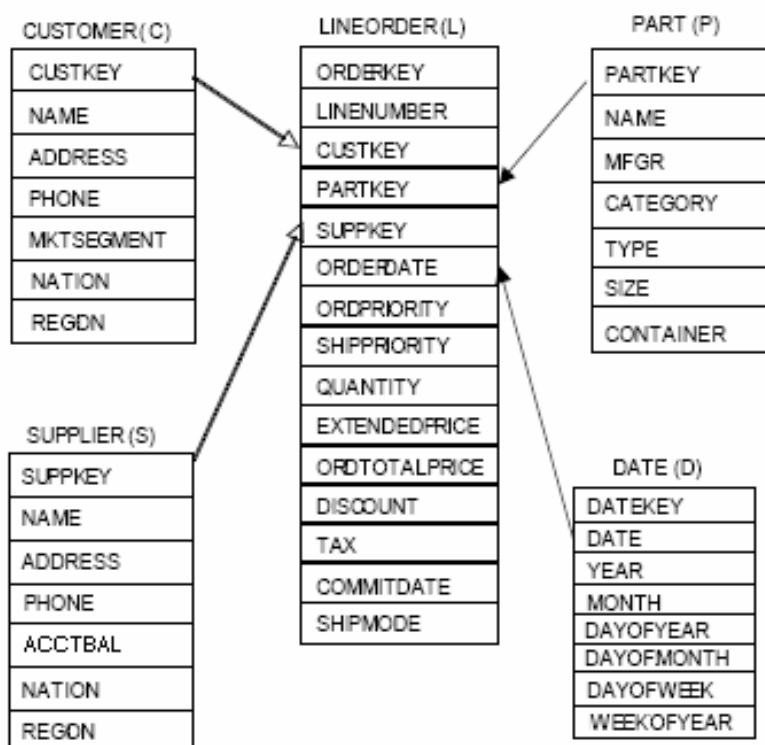 CUSTOMER (C)
CUSTKEY
NAME
ADDRESS
PHONE
MKTSEGMENT
NATION
REGION
SUPPLIER (S)
SUPPKEY
NAME
ADDRESS
PHONE
ACCTBAL
NATION
REGION
LINEORDER (L)
ORDERKEY
LINENUMBER
CUSTKEY
PARTKEY
SUPPKEY
ORDERDATE
ORDPRIORITY
SHIPPRIORITY
QUANTITY
EXTENDEDPRICE
ORDTOTALPRICE
DISCOUNT
TAX
COMMITDATE
SHIPMODE
PART (P)
PARTKEY
NAME
MFGR
CATEGORY
TYPE
SIZE
CONTAINER
DATE (D)
DATEKEY
DATE
YEAR
MONTH
DAYOFYEAR
DAYOFMONTH
DAYOFWEEK
WEEKOFYEAR